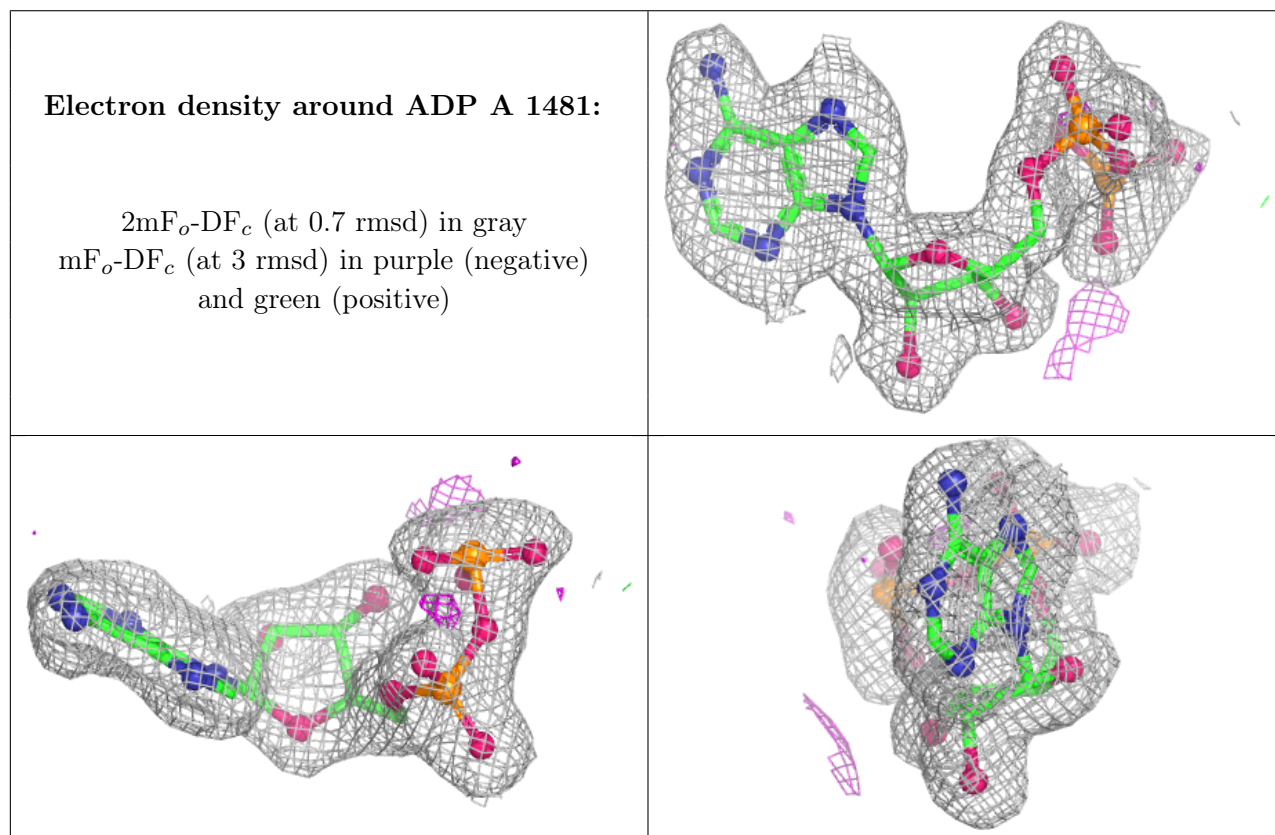 Electron density around ADP A 1481:
2mFo-DFc (at 0.7 rmsd) in gray
mFo-DFc (at 3 rmsd) in purple (negative)
and green (positive)